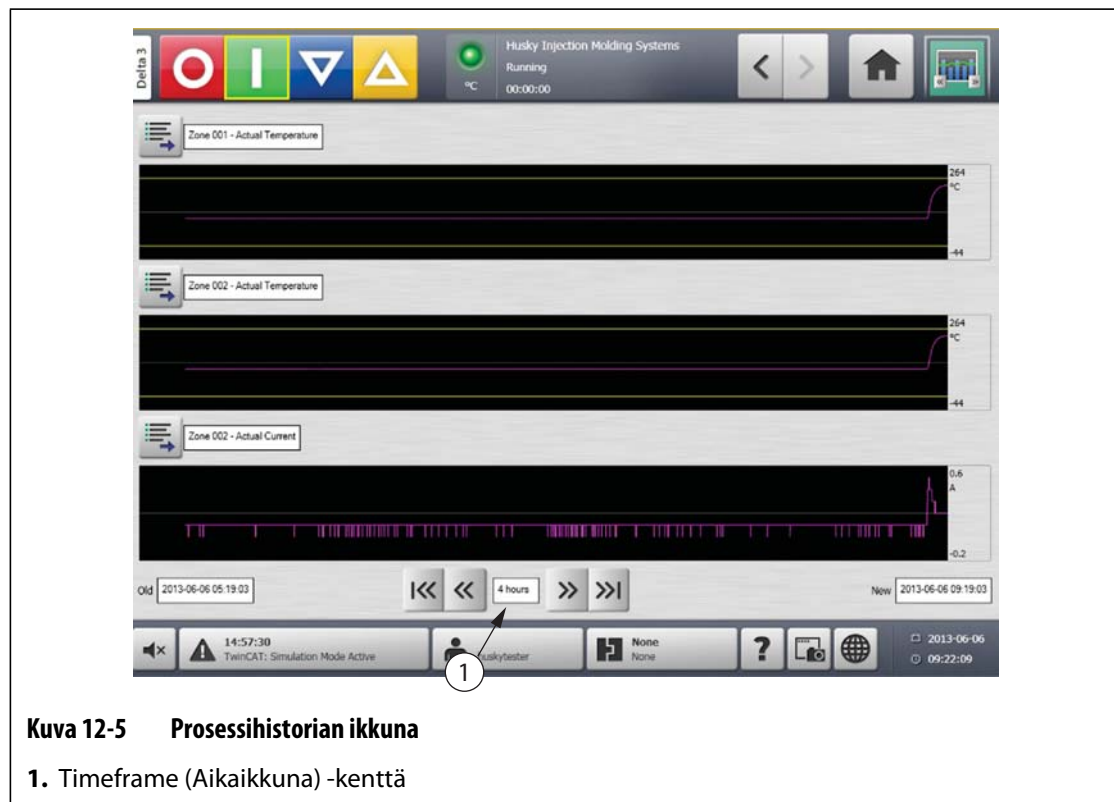 Delta 3
Husky Injection Molding Systems
Running
°C
00:00:00
Zone 001 - Actual Temperature
264
°C
-44
Zone 002 - Actual Temperature
264
°C
-44
Zone 002 - Actual Current
0.6
A
-0.2
Old 2013-06-06 05:19:03
4 hours
New 2013-06-06 09:19:03
14:57:30
TwinCAT: Simulation Mode Active
huskytester
None
None
?
2013-06-06
09:22:09
1
Kuva 12-5 Prosessihistorian ikkuna
1. Timeframe (Aikaikkuna) -kenttä